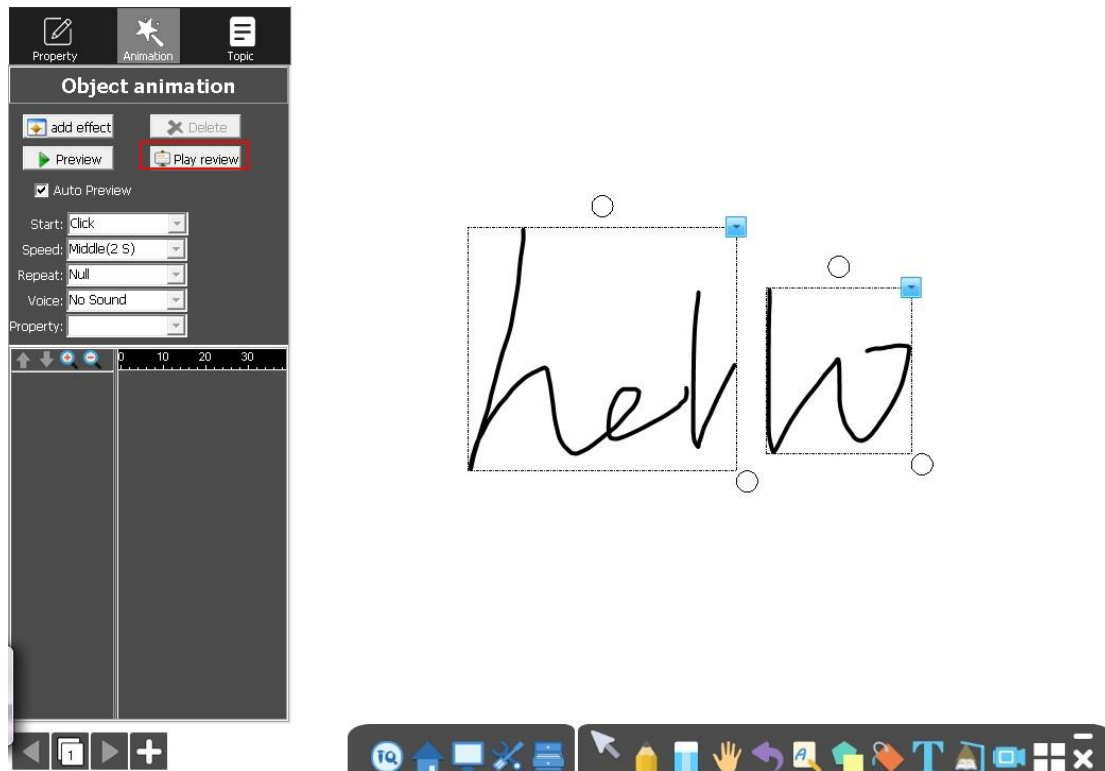 Property Animation Topic
Object animation
add effect Delete
Preview Play review
Auto Preview
Start: Click
Speed: Middle(2 S)
Repeat: Null
Voice: No Sound
Property:
0 10 20 30
hello
1
IQ A T